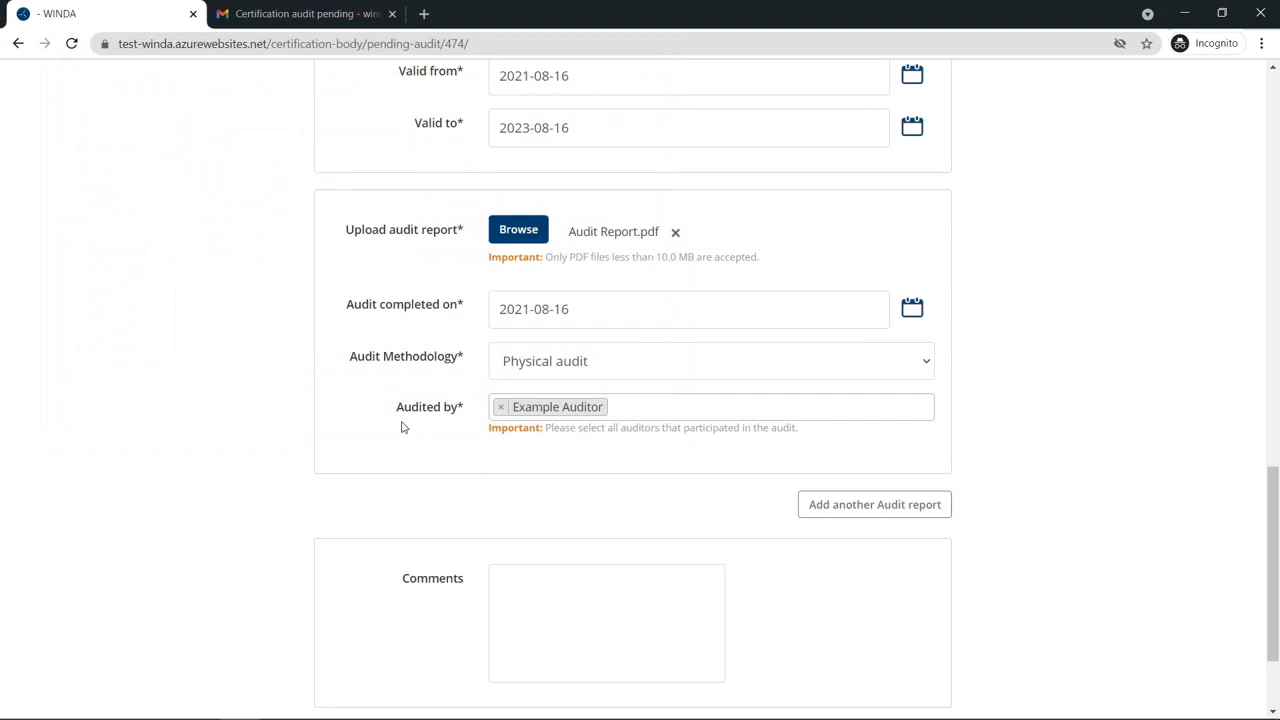 - WINDA
Certification audit pending - win
test-winda.azurewebsites.net/certification-body/pending-audit/474/
Incognito
Valid from*
2021-08-16
Valid to*
2023-08-16
Upload audit report*
Browse
Audit Report.pdf
Important: Only PDF files less than 10.0 MB are accepted.
Audit completed on*
2021-08-16
Audit Methodology*
Physical audit
Audited by*
× Example Auditor
Important: Please select all auditors that participated in the audit.
Add another Audit report
Comments